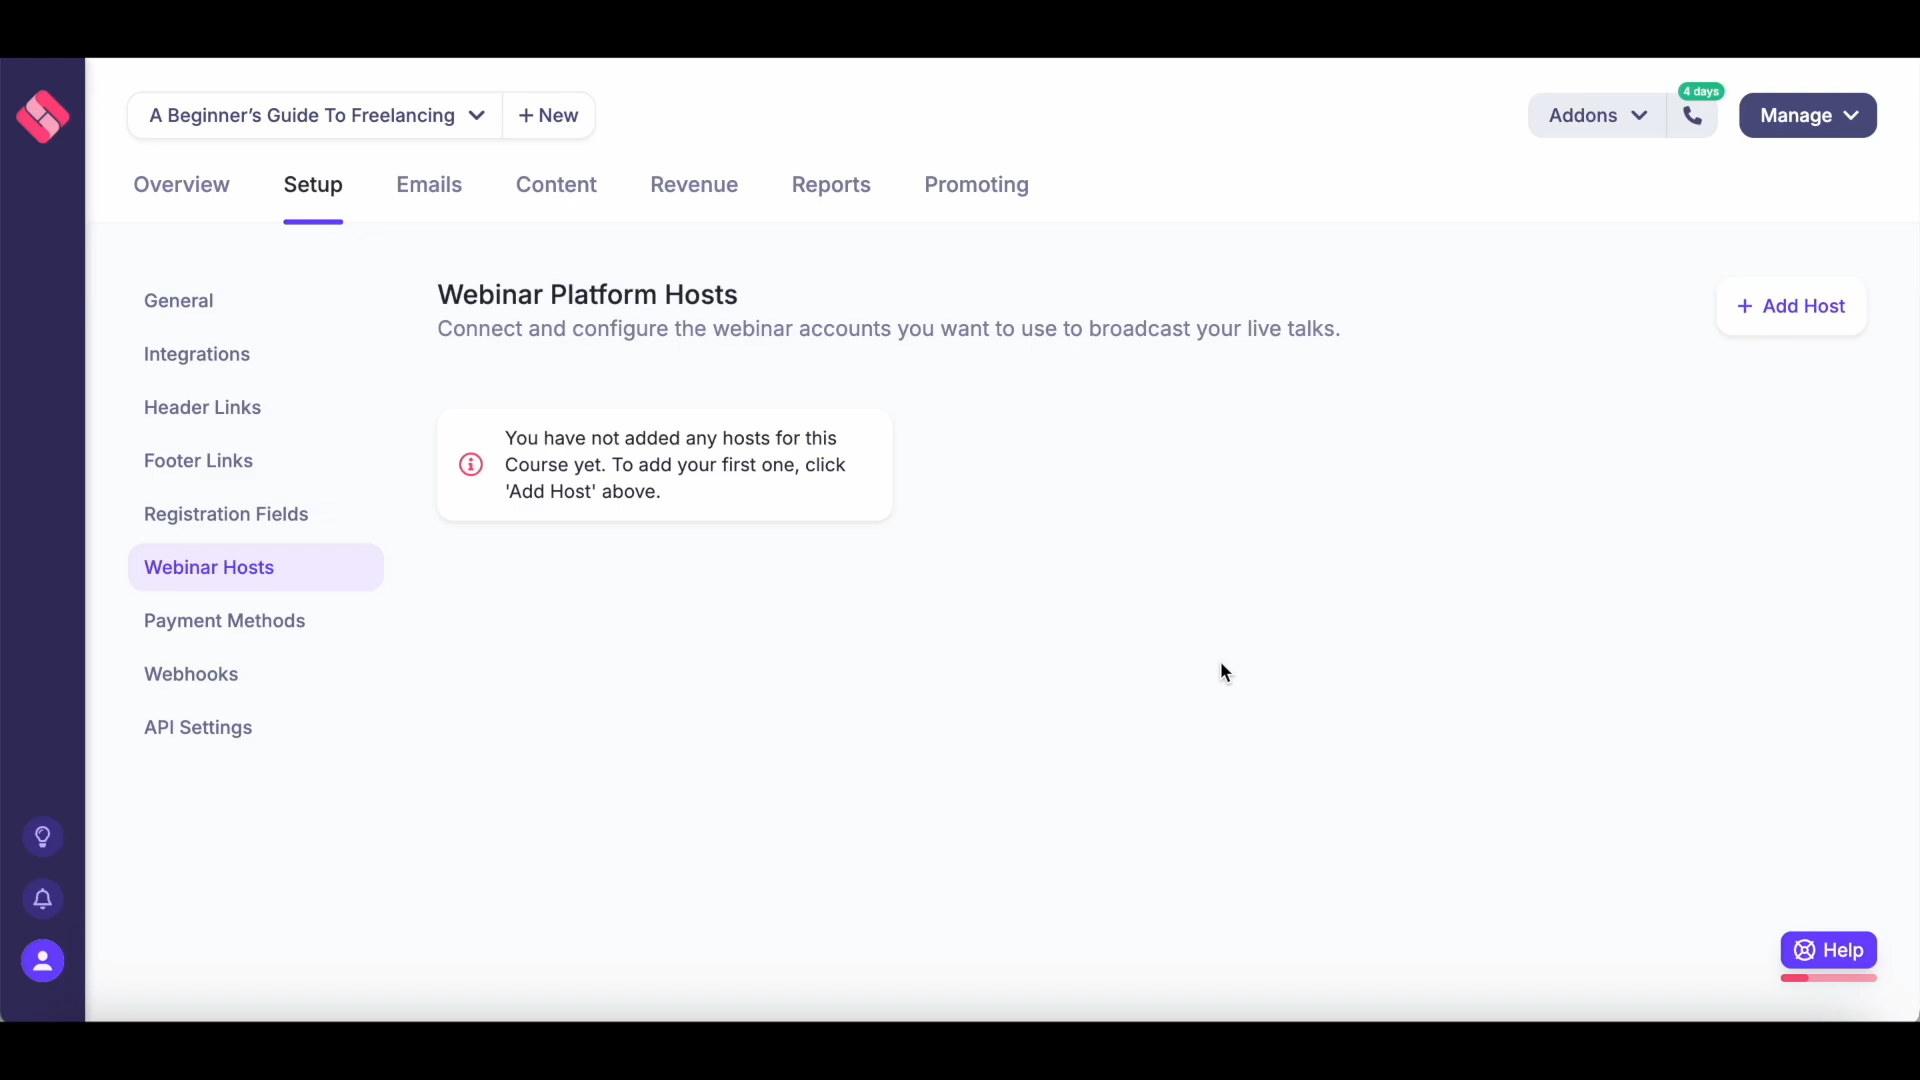 A Beginner’s Guide To Freelancing
+ New
Addons
4 days
Manage
Overview
Setup
Emails
Content
Revenue
Reports
Promoting
General
Integrations
Header Links
Footer Links
Registration Fields
Webinar Hosts
Payment Methods
Webhooks
API Settings
Webinar Platform Hosts
Connect and configure the webinar accounts you want to use to broadcast your live talks.
+ Add Host
You have not added any hosts for this
Course yet. To add your first one, click
'Add Host' above.
Help